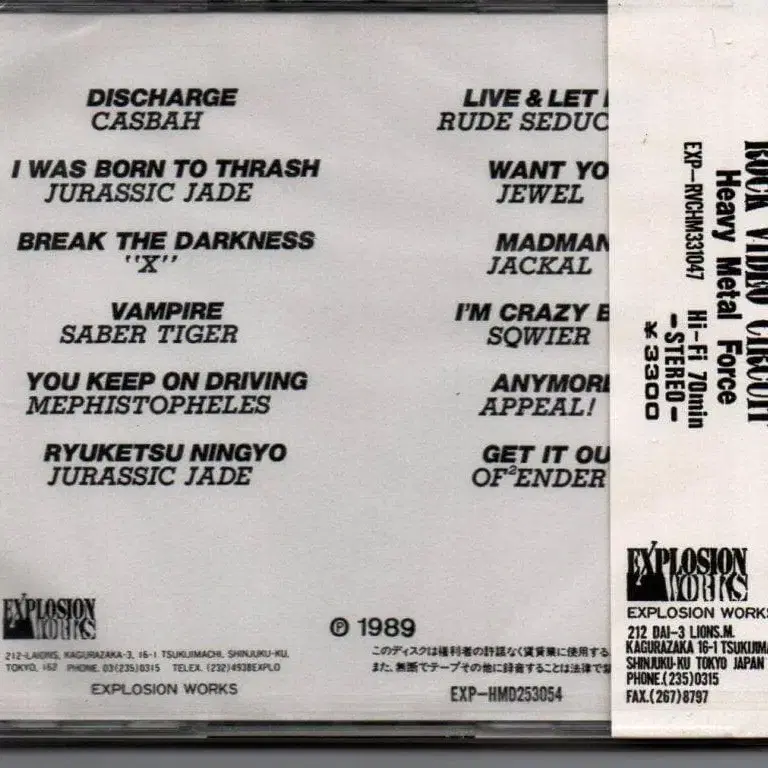 DISCHARGE
CASBAH
I WAS BORN TO THRASH
JURASSIC JADE
BREAK THE DARKNESS
"X"
VAMPIRE
SABER TIGER
YOU KEEP ON DRIVING
MEPHISTOPHELES
RYUKETSU NINGYO
JURASSIC JADE
LIVE & LET
RUDE SEDUC
WANT YO
JEWEL
MADMAN
JACKAL
I'M CRAZY
SQWIER
ANYMORE
APPEAL!
GET IT OU
OF²ENDER
EXPLOSION
WORKS
212-LAIONS, KAGURAZAKA-3, 16-1 TSUKIJIMACHI, SHINJUKU-KU,
TOKYO, 162 PHONE 03(235)0315 TELEX. (232)4938EXPLO
EXPLOSION WORKS
Ⓟ 1989
このディスクは権利者の許諾なく賃貸業に使用する
また、無断でテープその他に録音することは法律で
EXP-HMD253054
ROCK VIDEO CIRCUIT
Heavy Metal Force
EXP-RVCHM331047 Hi-Fi 70min
-STEREO-
¥3300
EXPLOSION
WORKS
EXPLOSION WORKS
212 DAI-3 LIONS.M.
KAGURAZAKA 16-1 TSUKIJIMA
SHINJUKU-KU TOKYO JAPAN
PHONE.(235)0315
FAX.(267)8797